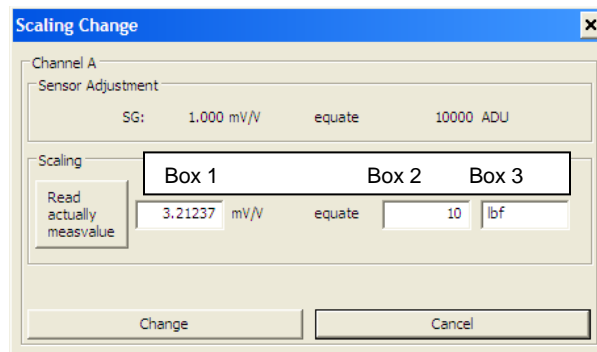 Scaling Change
Channel A
Sensor Adjustment
SG: 1.000 mV/V equate 10000 ADU
Scaling
Box 1 Box 2 Box 3
Read
actually
measvalue
3.21237 mV/V equate 10 lbf
Change Cancel